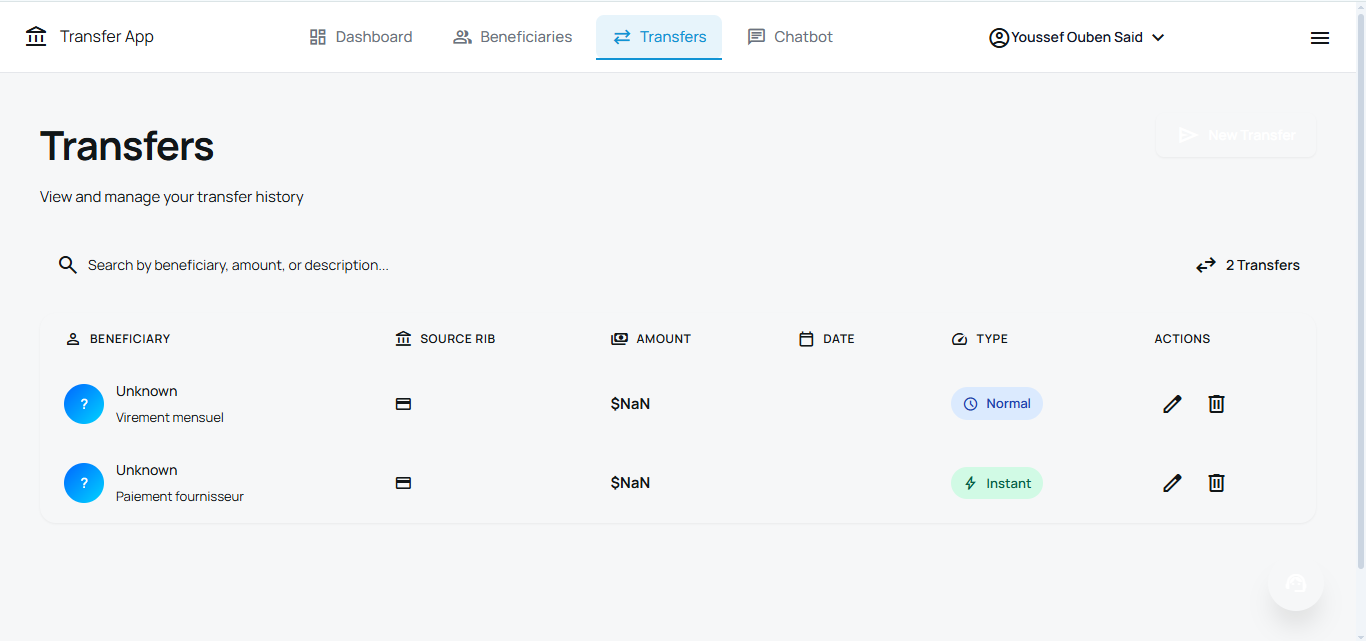 Transfer App
Dashboard
Beneficiaries
Transfers
Chatbot
Youssef Ouben Said
Transfers
New Transfer
View and manage your transfer history
Search by beneficiary, amount, or description...
2 Transfers
BENEFICIARY
SOURCE RIB
AMOUNT
DATE
TYPE
ACTIONS
?
Unknown
Virement mensuel
$NaN
Normal
?
Unknown
Paiement fournisseur
$NaN
Instant